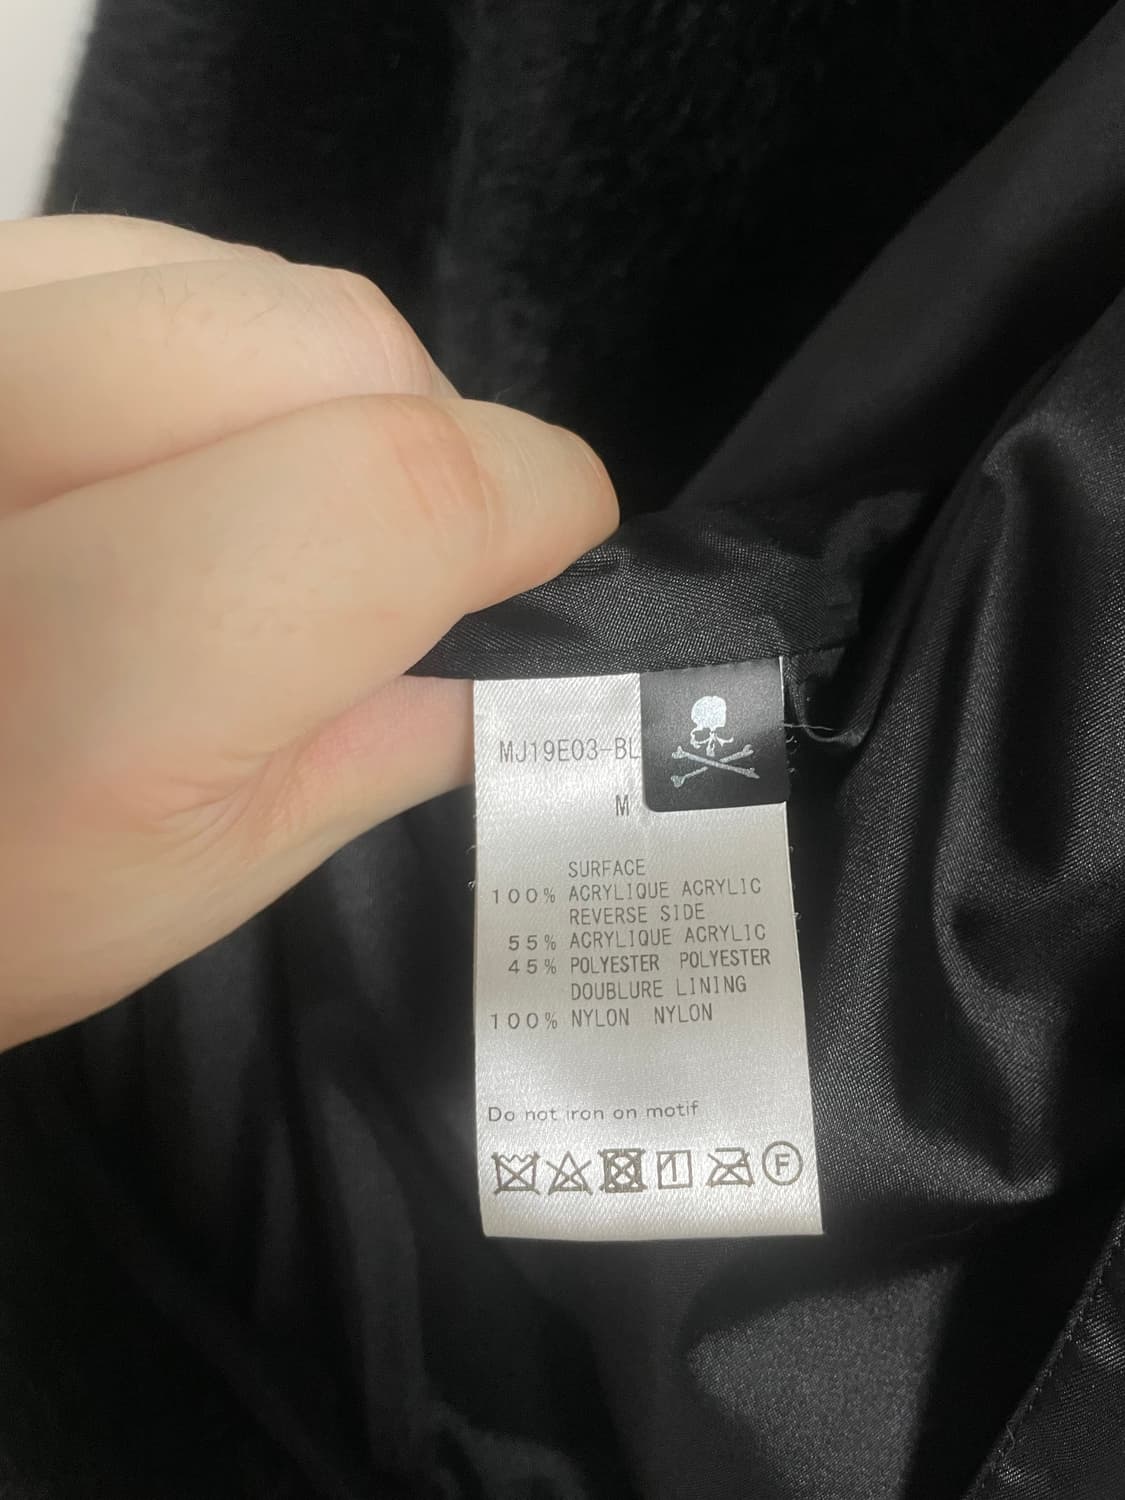 MJ19E03-BL
M
SURFACE
100% ACRYLIQUE ACRYLIC
REVERSE SIDE
55% ACRYLIQUE ACRYLIC
45% POLYESTER POLYESTER
DOUBLURE LINING
100% NYLON NYLON
Do not iron on motif
F